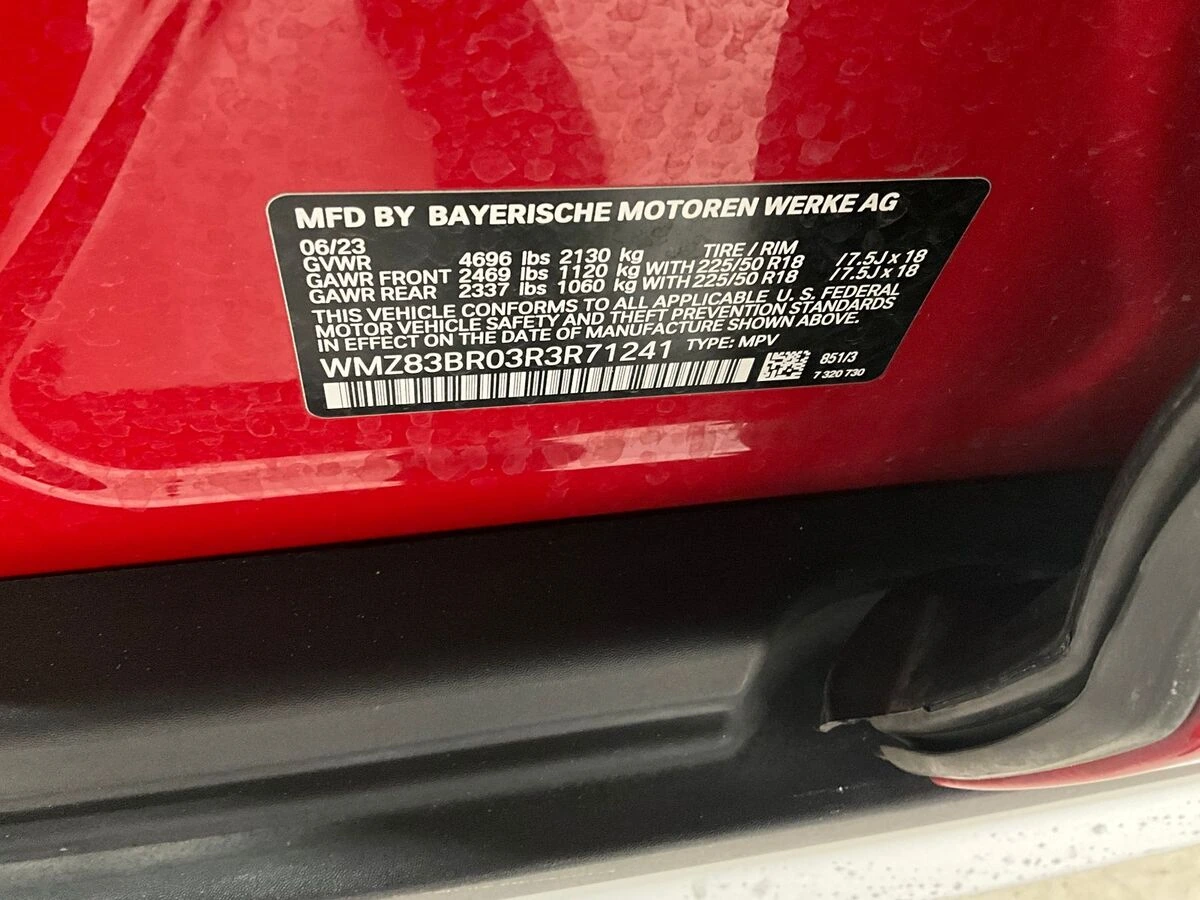 MFD BY BAYERISCHE MOTOREN WERKE AG
06/23 TIRE / RIM
GVWR 4696 lbs 2130 kg
GAWR FRONT 2469 lbs 1120 kg WITH 225/50 R18 / 7.5J x 18
GAWR REAR 2337 lbs 1060 kg WITH 225/50 R18 / 7.5J x 18
THIS VEHICLE CONFORMS TO ALL APPLICABLE U. S. FEDERAL
MOTOR VEHICLE SAFETY AND THEFT PREVENTION STANDARDS
IN EFFECT ON THE DATE OF MANUFACTURE SHOWN ABOVE.
WMZ83BR03R3R71241 TYPE: MPV
851/3
7 320 730